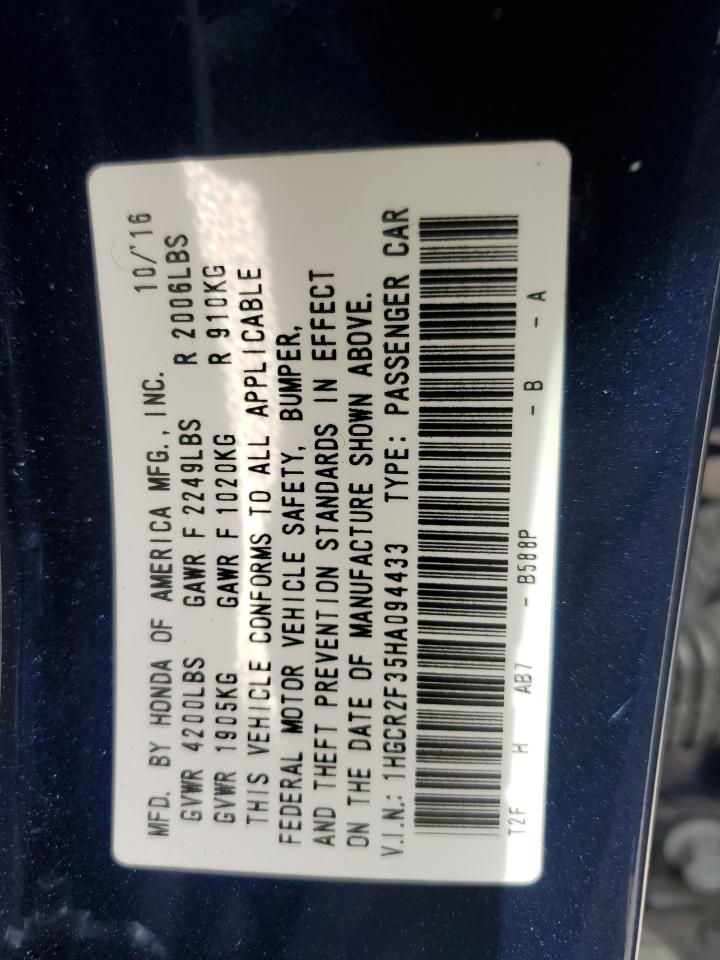 MFD. BY HONDA OF AMERICA MFG., INC. 10/'16
GVWR 4200LBS GAWR F 2249LBS R 2006LBS
GVWR 1905KG GAWR F 1020KG R 910KG
THIS VEHICLE CONFORMS TO ALL APPLICABLE
FEDERAL MOTOR VEHICLE SAFETY, BUMPER,
AND THEFT PREVENTION STANDARDS IN EFFECT
ON THE DATE OF MANUFACTURE SHOWN ABOVE.
V.I.N.: 1HGCR2F35HA094433 TYPE: PASSENGER CAR
T2F H AB7 - B588P - B - A